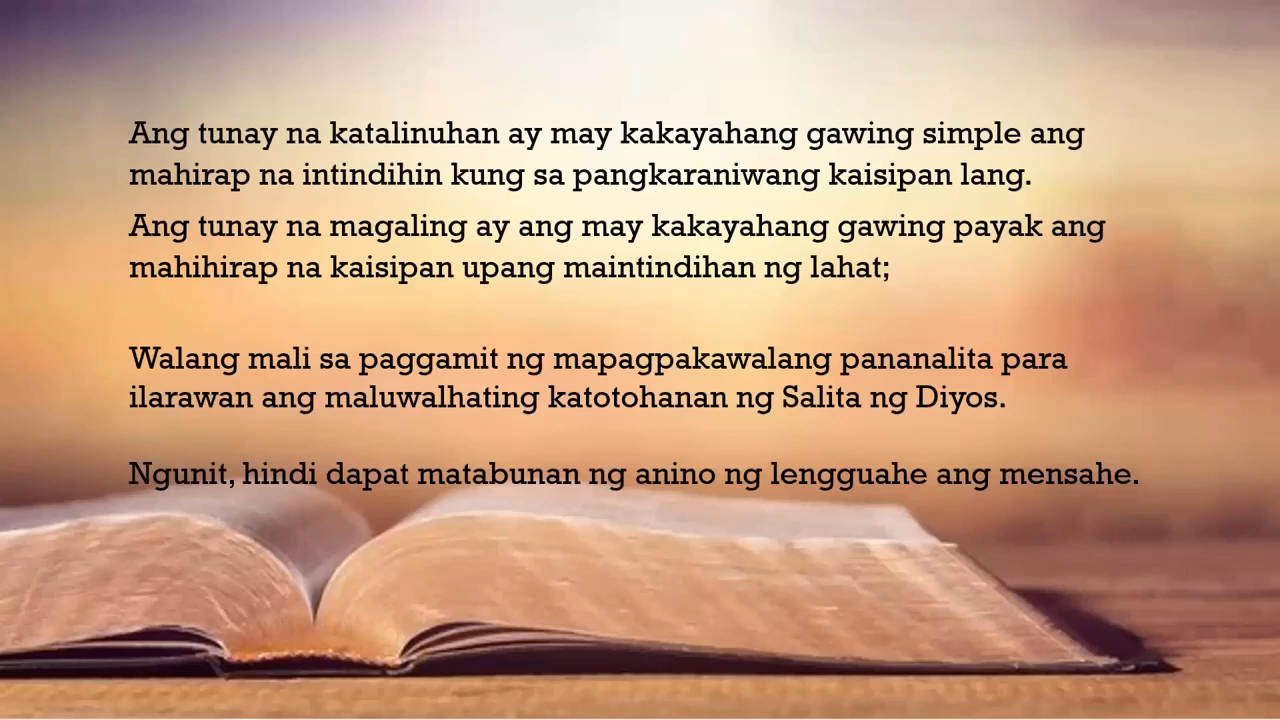 Ang tunay na katalinuhan ay may kakayahang gawing simple ang
mahirap na intindihin kung sa pangkaraniwang kaisipan lang.
Ang tunay na magaling ay ang may kakayahang gawing payak ang
mahihirap na kaisipan upang maintindihan ng lahat;
Walang mali sa paggamit ng mapagpakawalang pananalita para
ilarawan ang maluwalhating katotohanan ng Salita ng Diyos.
Ngunit, hindi dapat matabunan ng anino ng lengguahe ang mensahe.